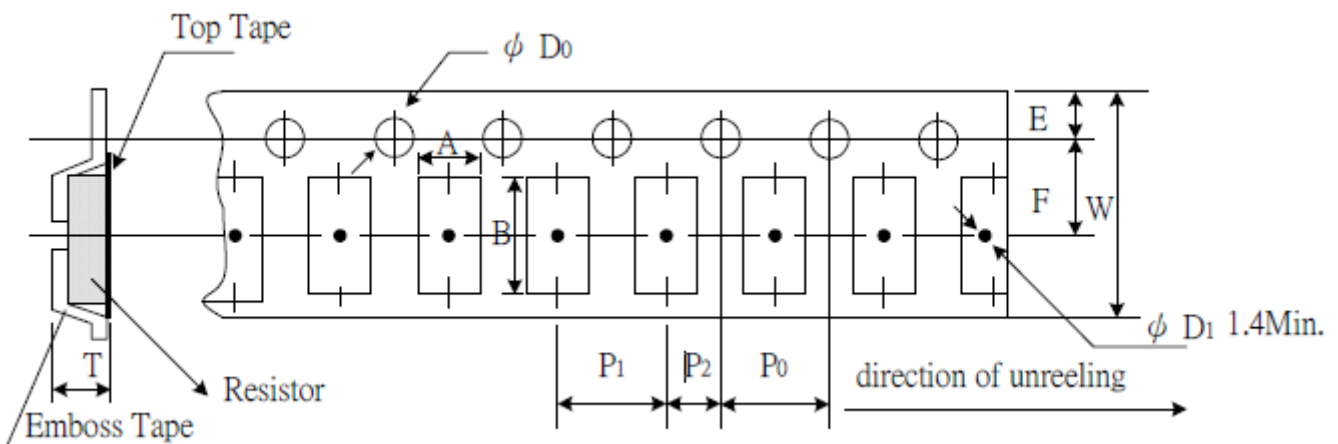 Top Tape
ϕ D0
E
A
F
W
B
ϕ D1 1.4Min.
T
P1
P2
P0
direction of unreeling
Resistor
Emboss Tape